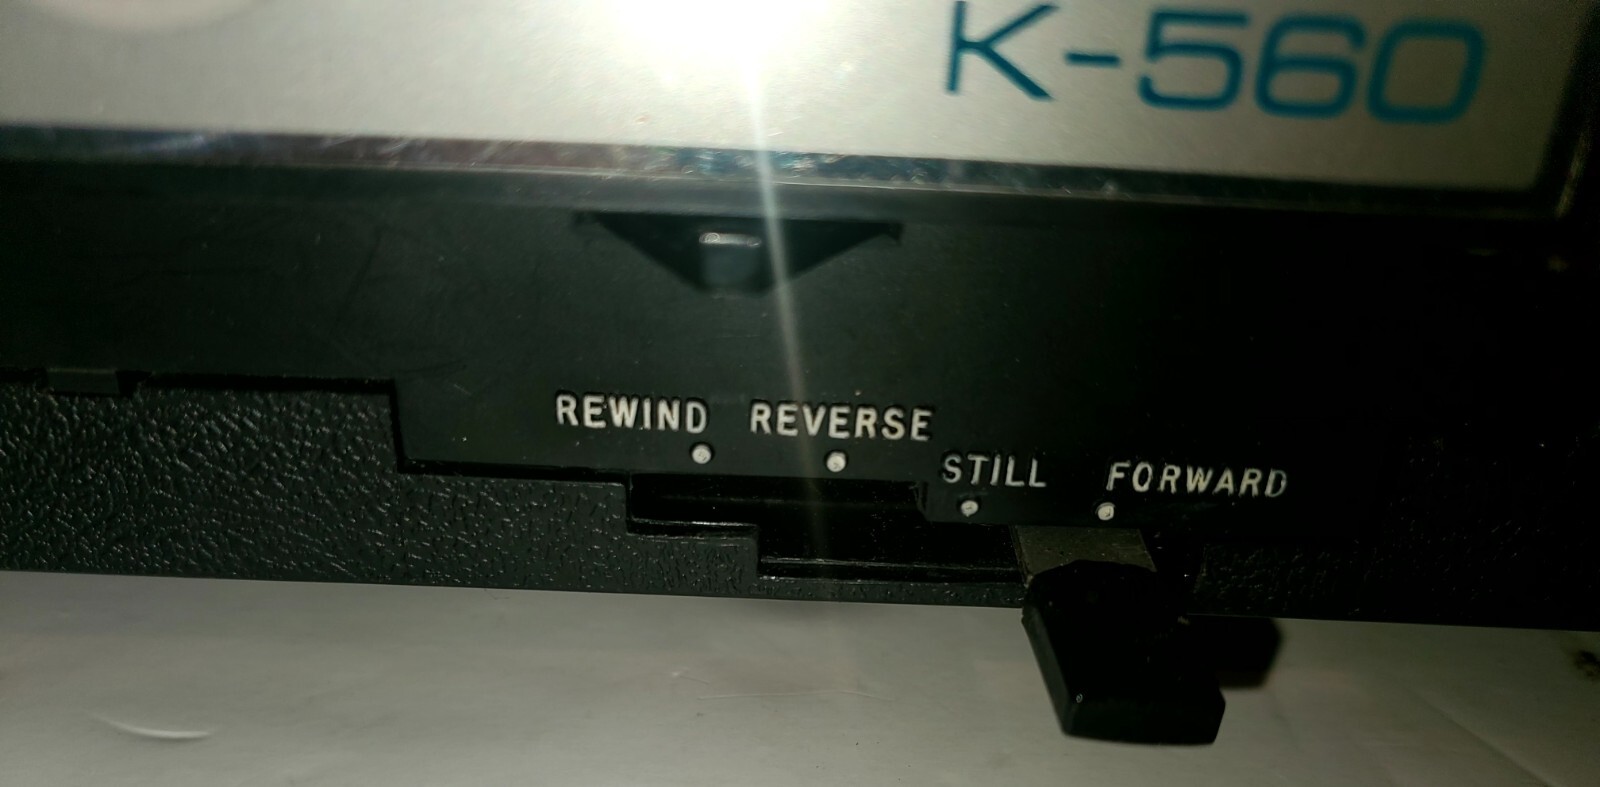 K-560
REWIND REVERSE
STILL FORWARD